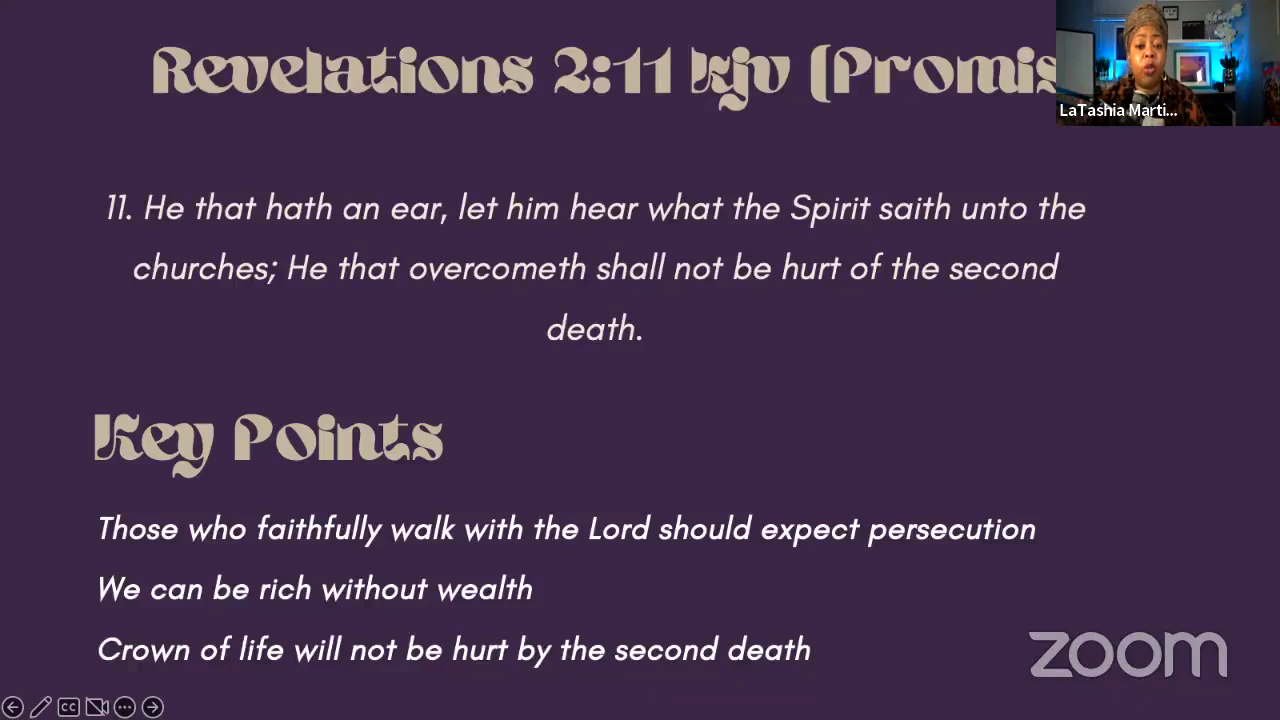 Revelations 2:11 kjv (Promis
LaTashia Marti...
11. He that hath an ear, let him hear what the Spirit saith unto the
churches; He that overcometh shall not be hurt of the second
death.
Key Points
Those who faithfully walk with the Lord should expect persecution
We can be rich without wealth
Crown of life will not be hurt by the second death
zoom
CC